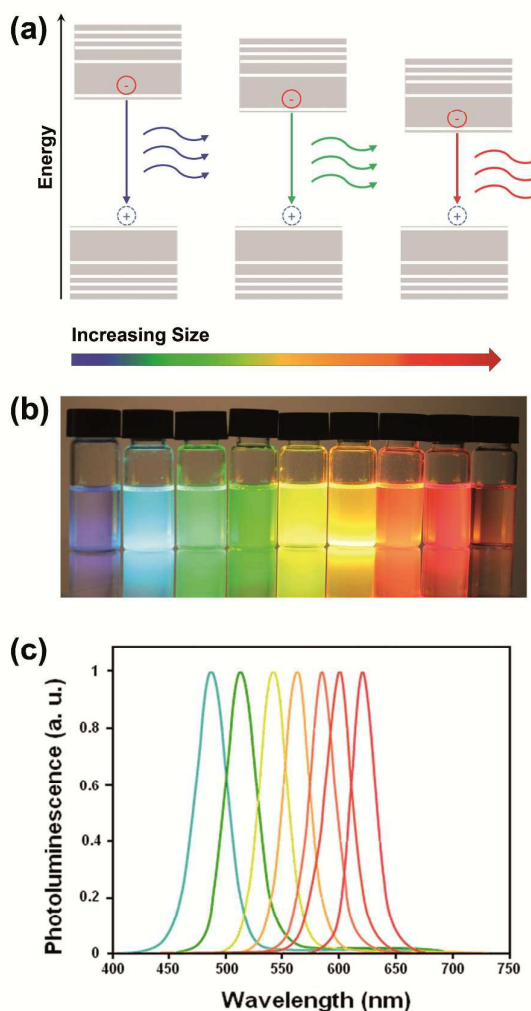 (a)
Energy
-
-
-
+
+
+
Increasing Size
(b)
(c)
Photoluminescence (a. u.)
1
0.8
0.6
0.4
0.2
0
400
450
500
550
600
650
700
750
Wavelength (nm)